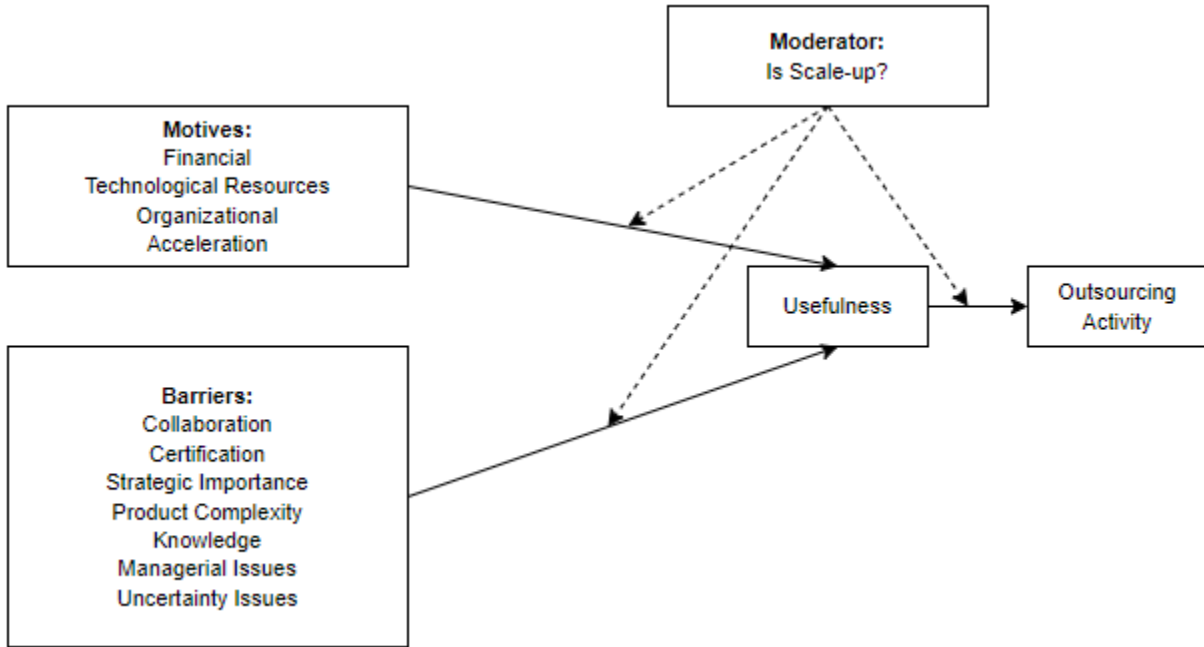 Moderator:
Is Scale-up?
Motives:
Financial
Technological Resources
Organizational
Acceleration
Usefulness
Outsourcing
Activity
Barriers:
Collaboration
Certification
Strategic Importance
Product Complexity
Knowledge
Managerial Issues
Uncertainty Issues